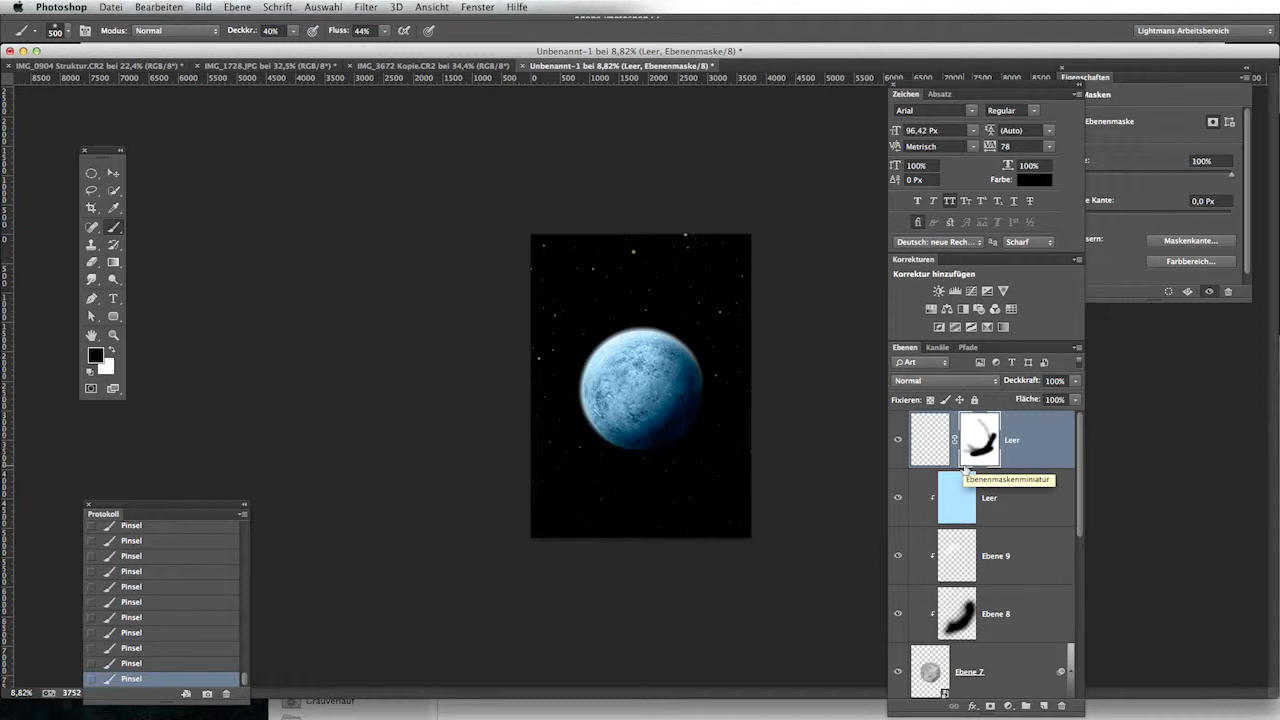 Photoshop Datei Bearbeiten Bild Ebene Schrift Auswahl Filter 3D Ansicht Fenster Hilfe
500 Modus: Normal Deckkr.: 40% Fluss: 44% Lightmans Arbeitsbereich
Unbenannt-1 bei 8,82% (Leer, Ebenenmaske/8) *
IMG_0904 Struktur.CR2 bei 22,4% (RGB/8*) * IMG_1728.JPG bei 32,5% (RGB/8*) * IMG_3672 Kopie.CR2 bei 34,4% (RGB/8*) Unbenannt-1 bei 8,82% (Leer, Ebenenmaske/8) *
8500 8000 7500 7000 6500 6000 5500 5000 4500 4000 3500 3000 2500 2000 1500 1000 500 0 500 1000 1500 2000 2500 3000 3500 4000 4500 5000 5500 6000 6500 7000
Eigenschaften
Zeichen Absatz
Masken
Arial Regular
Ebenenmaske
96,42 Px (Auto)
Metrisch 78
100% 100%
100%
0 Px Farbe:
e Kante: 0,0 Px
Deutsch: neue Rech... Scharf
sern: Maskenkante...
Farbbereich...
Korrekturen
Korrektur hinzufügen
Ebenen Kanäle Pfade
Art
Normal Deckkraft: 100%
Fixieren: Fläche: 100%
Leer
Ebenenmaskenminiatur
Leer
Ebene 9
Ebene 8
Ebene 7
Protokoll
Pinsel
Pinsel
Pinsel
Pinsel
Pinsel
Pinsel
Pinsel
Pinsel
Pinsel
Pinsel
Pinsel
8,82% 3752
Grauverlauf